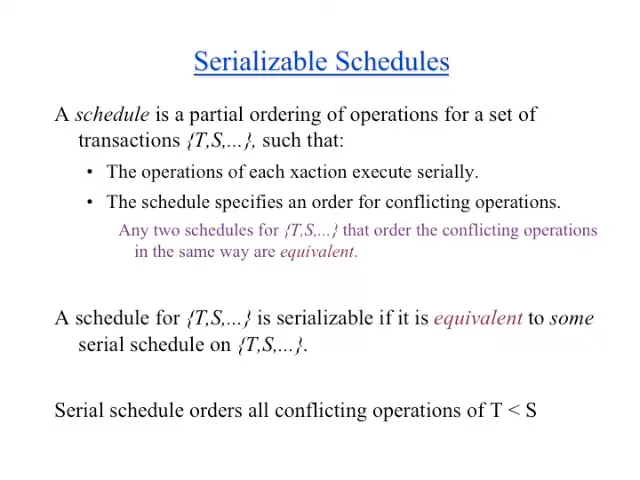 Serializable Schedules
A schedule is a partial ordering of operations for a set of
transactions {T,S,...}, such that:
• The operations of each xaction execute serially.
• The schedule specifies an order for conflicting operations.
Any two schedules for {T,S,...} that order the conflicting operations
in the same way are equivalent.
A schedule for {T,S,...} is serializable if it is equivalent to some
serial schedule on {T,S,...}.
Serial schedule orders all conflicting operations of T < S